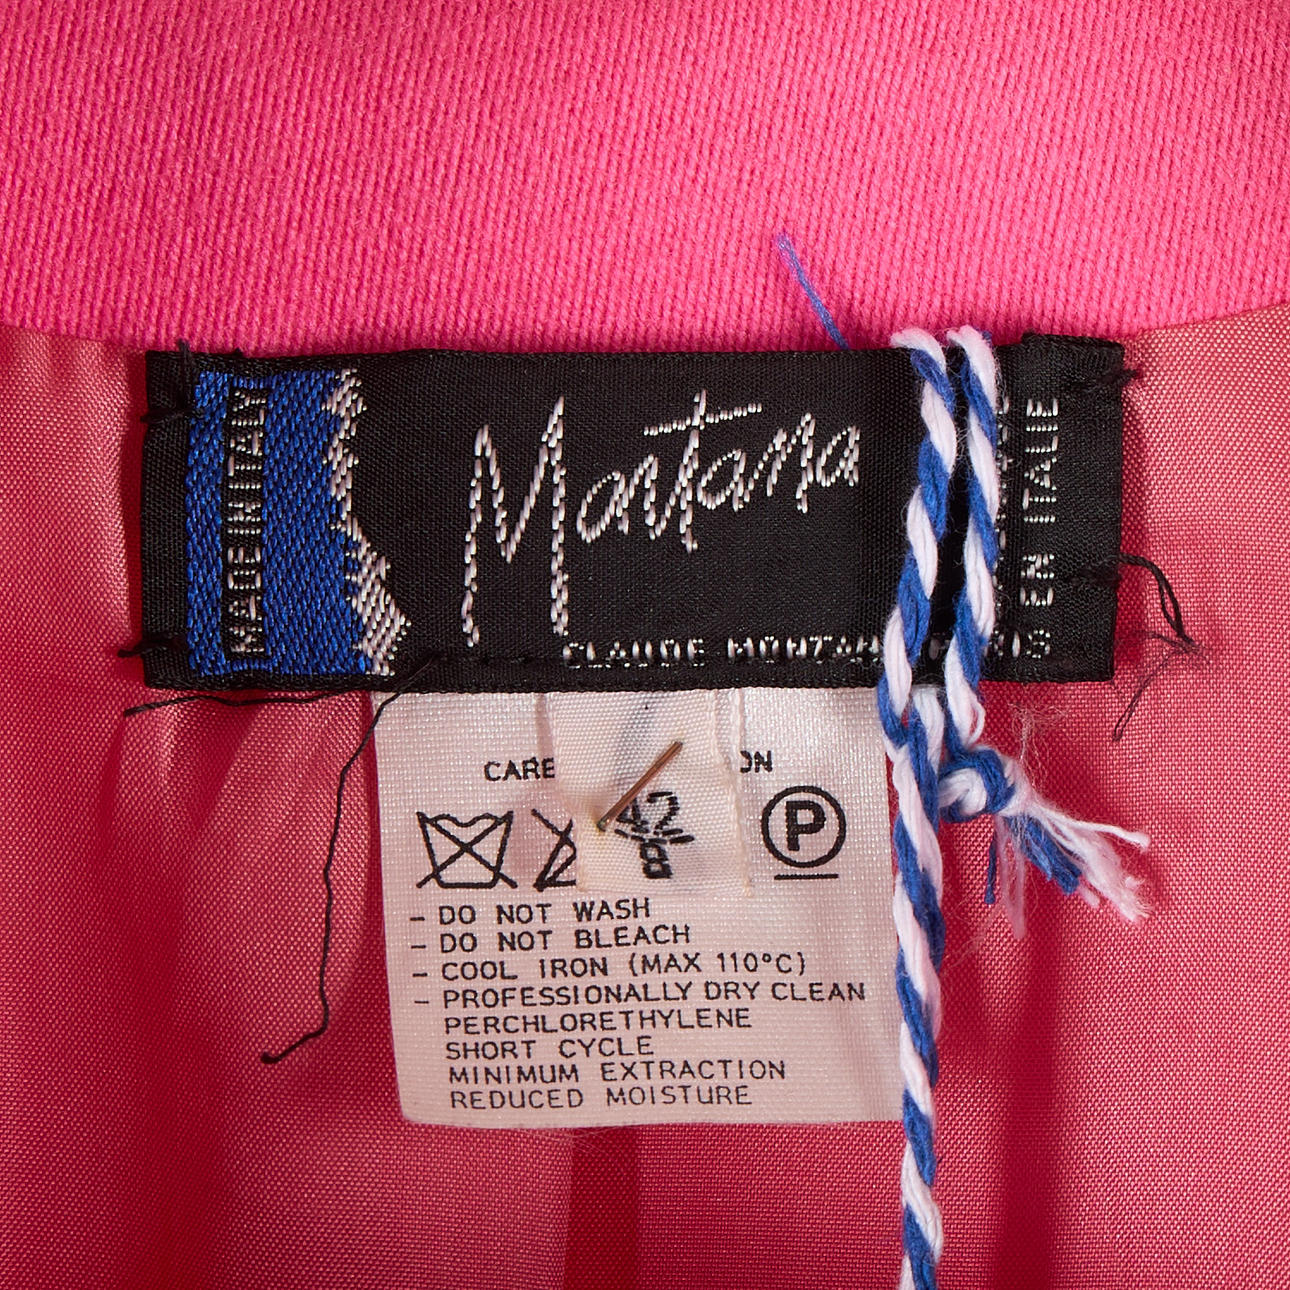 MADE IN ITALY
Montana
CLAUDE
EN ITALIE
CARE
42
8
P
- DO NOT WASH
- DO NOT BLEACH
- COOL IRON (MAX 110°C)
- PROFESSIONALLY DRY CLEAN
PERCHLORETHYLENE
SHORT CYCLE
MINIMUM EXTRACTION
REDUCED MOISTURE